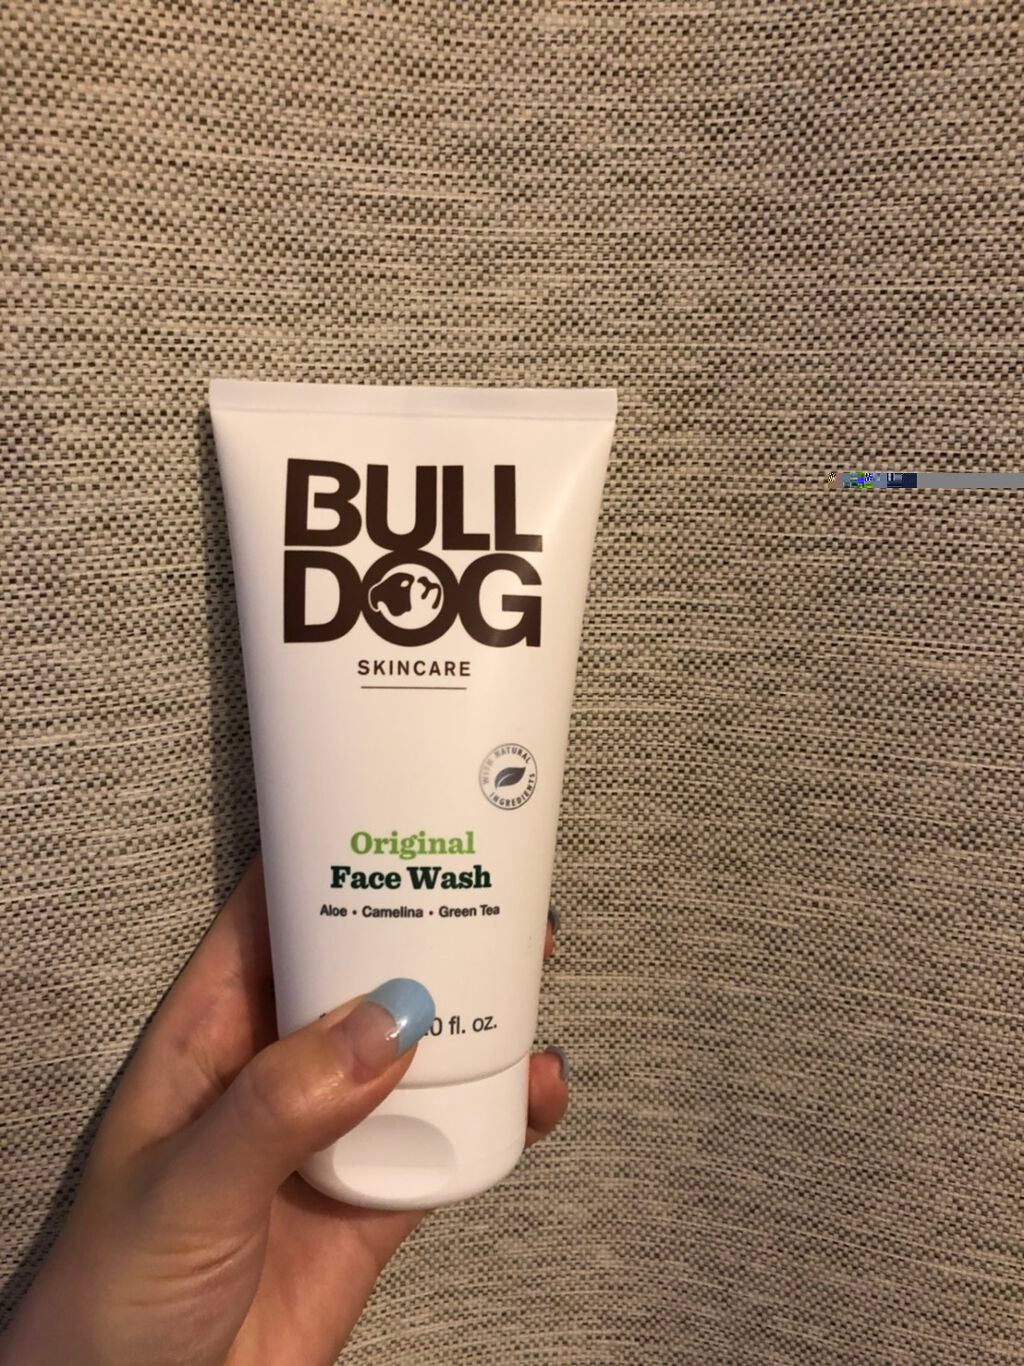 BULL
DOG
SKINCARE
WITH NATURAL
INGREDIENTS
Original
Face Wash
Aloe • Camelina • Green Tea
fl. oz.